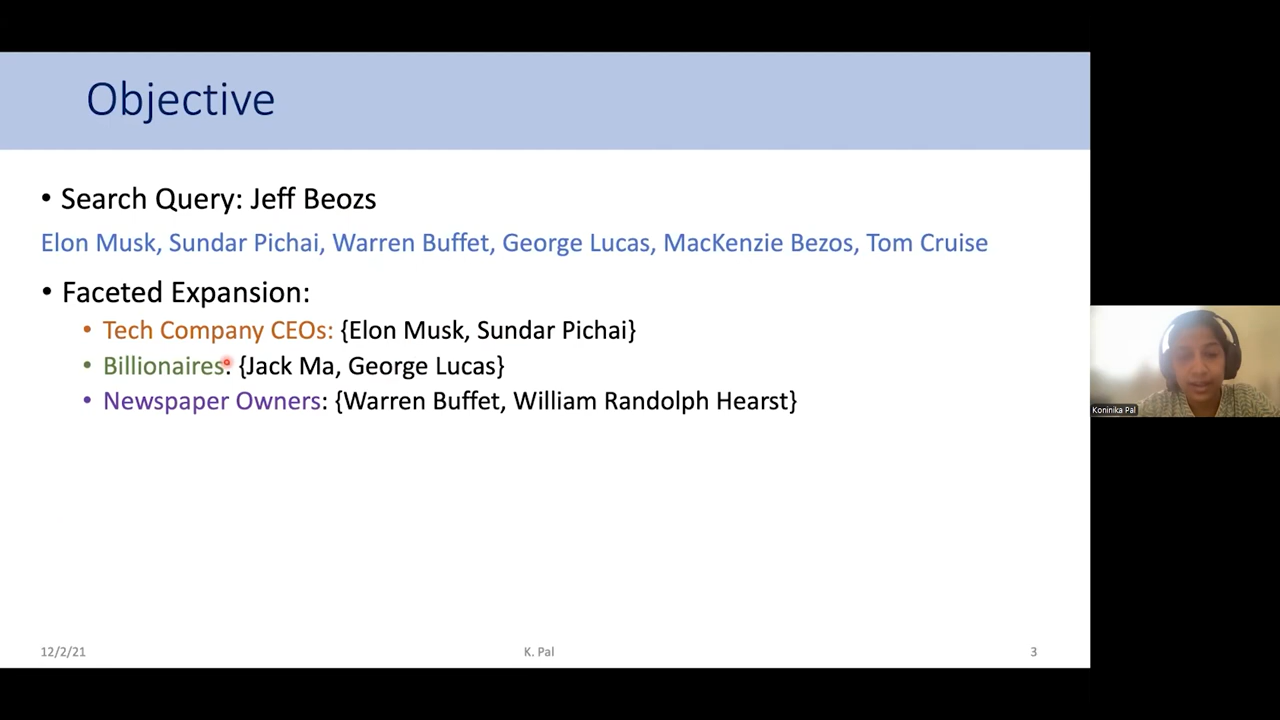 Objective
• Search Query: Jeff Beozs
Elon Musk, Sundar Pichai, Warren Buffet, George Lucas, MacKenzie Bezos, Tom Cruise
• Faceted Expansion:
• Tech Company CEOs: {Elon Musk, Sundar Pichai}
• Billionaires: {Jack Ma, George Lucas}
• Newspaper Owners: {Warren Buffet, William Randolph Hearst}
Koninika Pal
12/2/21 K. Pal 3